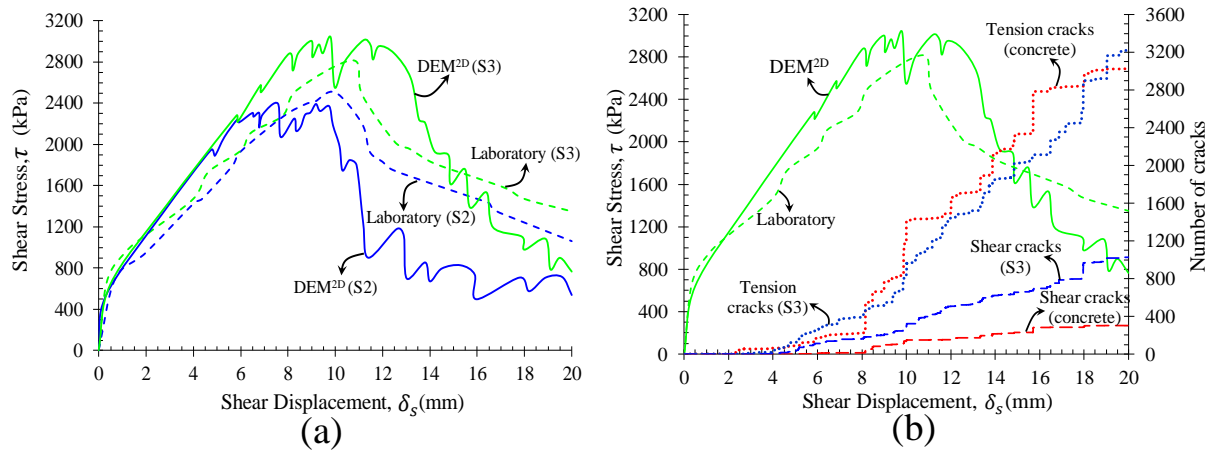 (a)
3200
2800
2400
2000
1600
1200
800
400
0
Shear Stress,τ (kPa)
0 2 4 6 8 10 12 14 16 18 20
Shear Displacement, δs(mm)
DEM2D (S3)
Laboratory (S3)
Laboratory (S2)
DEM2D (S2)
(a)
(b)
3200
2800
2400
2000
1600
1200
800
400
0
Shear Stress, τ (kPa)
DEM2D
Tension cracks
(concrete)
Laboratory
Shear cracks
(S3)
Tension
cracks (S3)
Shear cracks
(concrete)
3600
3200
2800
2400
2000
1600
1200
800
400
0
Number of cracks
0 2 4 6 8 10 12 14 16 18 20
Shear Displacement, δs(mm)
(b)